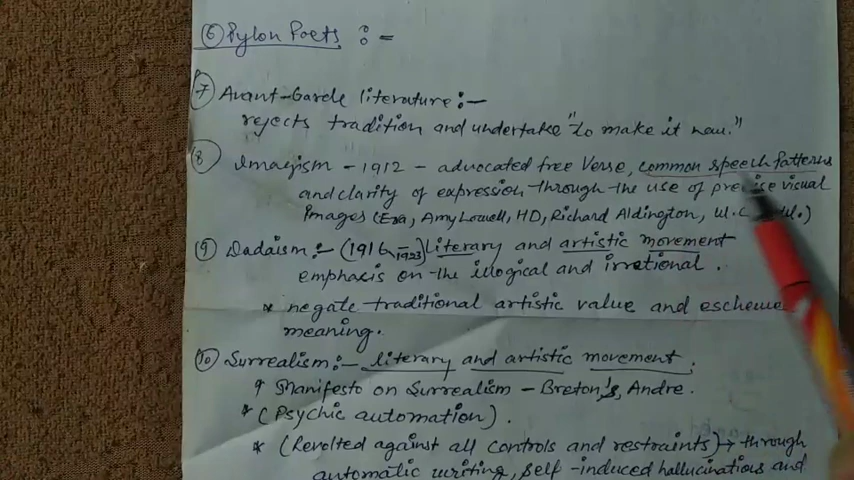 ⑥ Pylon Poets :=
⑦ Avant-Garde literature:-
rejects tradition and undertake "to make it new."
⑧ Imagism - 1912 - advocated free Verse, common speech patterns
and clarity of expression through the use of precise visual
Images (Ezra, Amy Lowell, HD, Richard Aldington, W.C. W.)
⑨ Dadaism:- (1916-1923) literary and artistic movement
emphasis on the illogical and irrational.
* negate traditional artistic value and escheme
meaning.
⑩ Surrealism:- literary and artistic movement.
Manifesto on Surrealism - Breton's, Andre.
* (Psychic automation).
* (Revolted against all controls and restraints) → through
automatic writing, self-induced hallucinations and